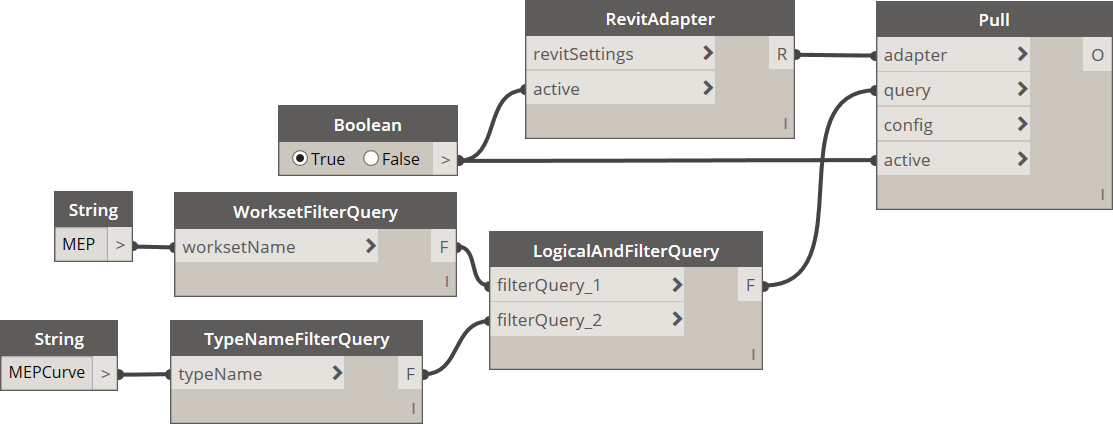 RevitAdapter
revitSettings > R
active >
I
Pull
adapter > O
query >
config >
active >
I
Boolean
True False >
String
MEP >
WorksetFilterQuery
worksetName > F
I
LogicalAndFilterQuery
filterQuery_1 > F
filterQuery_2 >
I
String
MEPCurve >
TypeNameFilterQuery
typeName > F
I